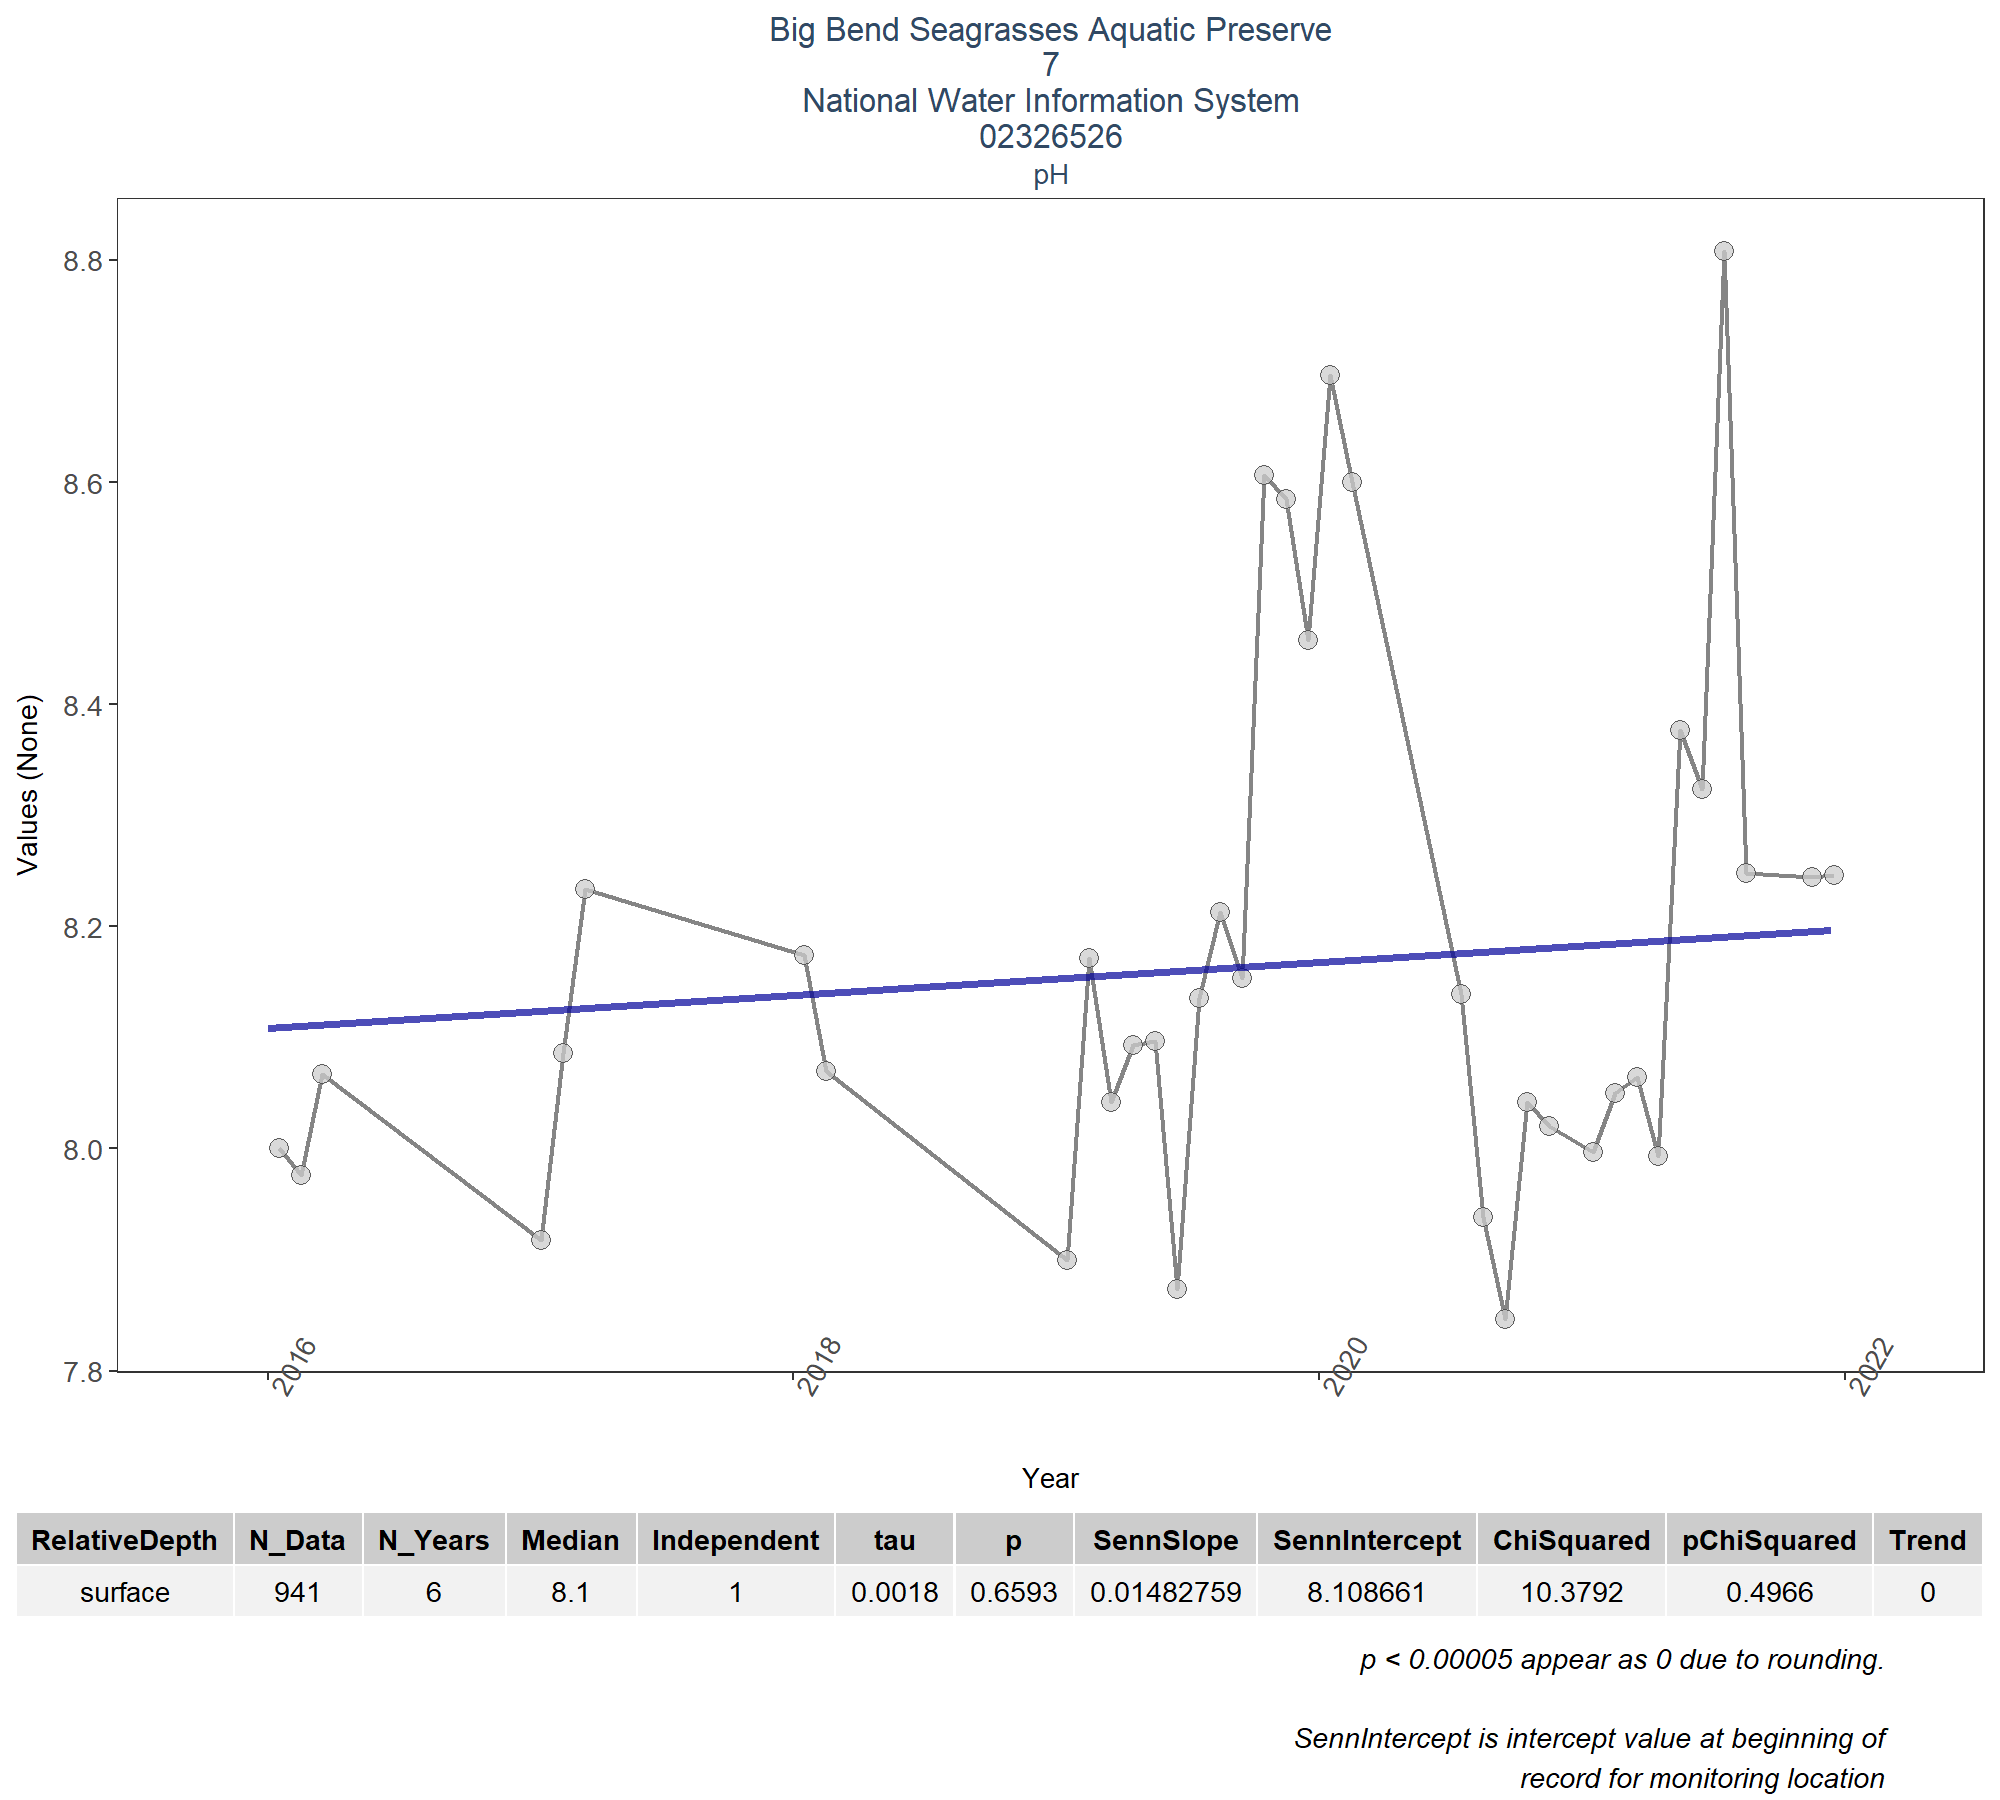 Big Bend Seagrasses Aquatic Preserve
7
National Water Information System
02326526
pH
8.8
8.6
8.4
8.2
8.0
7.8
Values (None)
2016
2018
2020
2022
Year
RelativeDepth N_Data N_Years Median Independent tau p SennSlope SennIntercept ChiSquared pChiSquared Trend
surface 941 6 8.1 1 0.0018 0.6593 0.01482759 8.108661 10.3792 0.4966 0
p < 0.00005 appear as 0 due to rounding.
SennIntercept is intercept value at beginning of
record for monitoring location